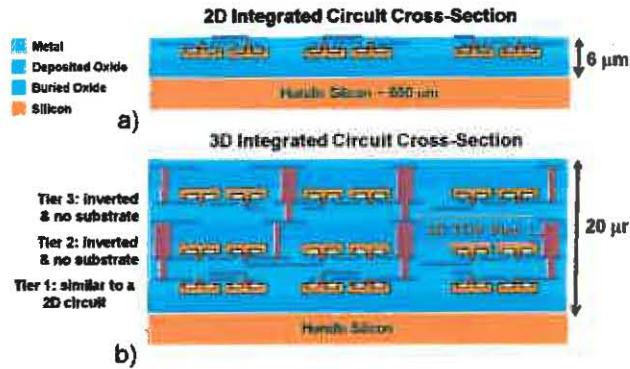 2D Integrated Circuit Cross-Section
Metal
Deposited Oxide
Buried Oxide
Silicon
6 μm
Handle Silicon ~
a)
3D Integrated Circuit Cross-Section
Tier 3: inverted
& no substrate
Tier 2: inverted
& no substrate
Tier 1: similar to a
2D circuit
20 μm
Handle Silicon
b)